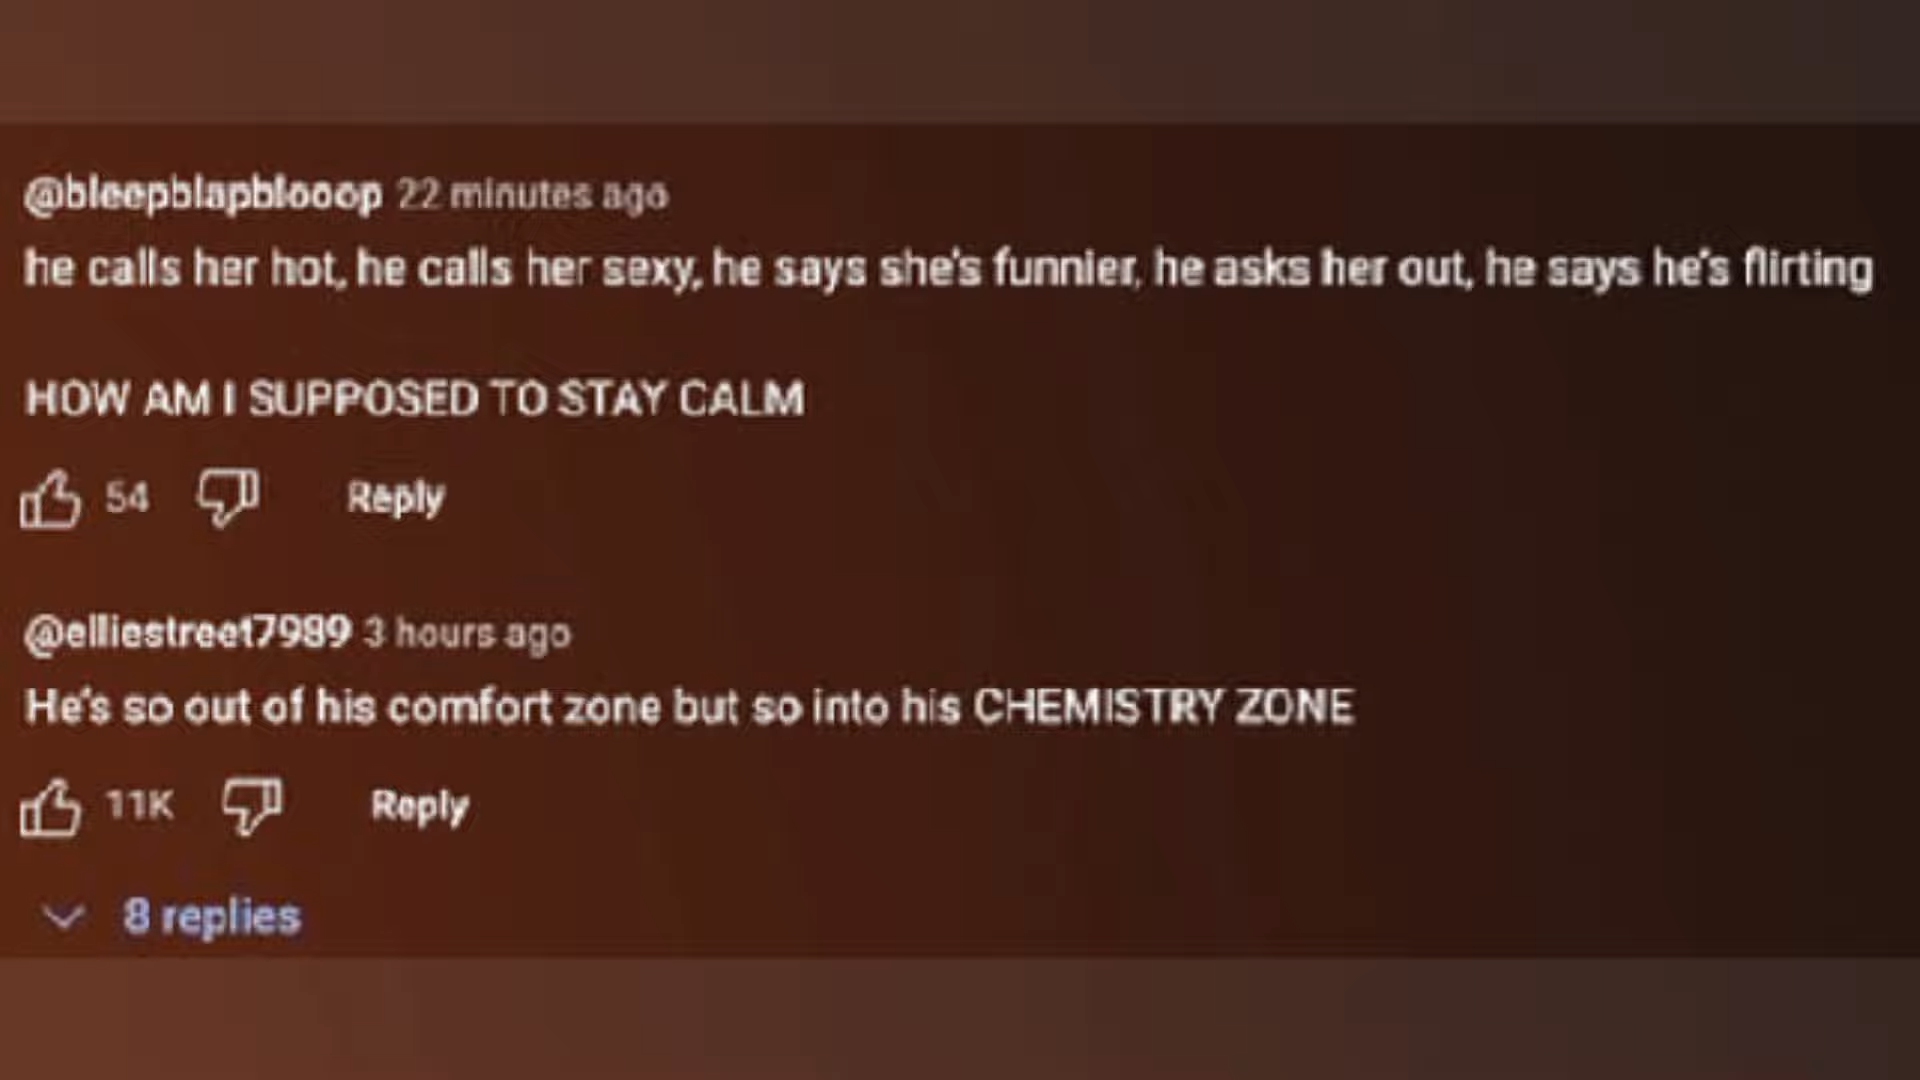 @bleepblapblooop 22 minutes ago
he calls her hot, he calls her sexy, he says she's funnier, he asks her out, he says he's flirting
HOW AM I SUPPOSED TO STAY CALM
54 Reply
@elliestreet7989 3 hours ago
He's so out of his comfort zone but so into his CHEMISTRY ZONE
11K Reply
8 replies